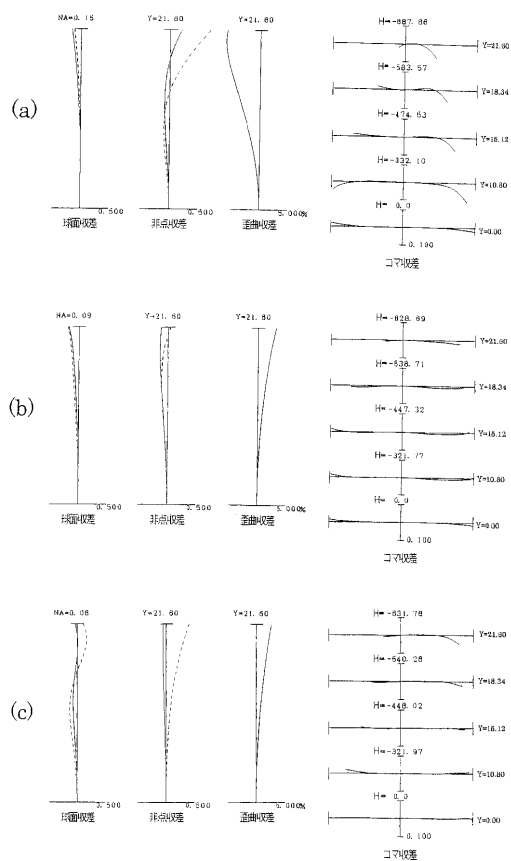 (a)
NA=0.15
Y=21.60
Y=21.60
0.500
球面収差
0.500
非点収差
5.000%
歪曲収差
H=-687.66
Y=21.60
H=-583.57
Y=18.34
H=-474.53
Y=15.12
H=-332.10
Y=10.80
H=0.0
Y=0.00
0.100
コマ収差
(b)
NA=0.09
Y=21.60
Y=21.60
0.500
球面収差
0.500
非点収差
5.000%
歪曲収差
H=-628.69
Y=21.60
H=-538.71
Y=18.34
H=-447.32
Y=15.12
H=-321.77
Y=10.80
H=0.0
Y=0.00
0.100
コマ収差
(c)
NA=0.06
Y=21.60
Y=21.60
0.500
球面収差
0.500
非点収差
5.000%
歪曲収差
H=-631.78
Y=21.60
H=-540.26
Y=18.34
H=-448.02
Y=15.12
H=-321.97
Y=10.80
H=0.0
Y=0.00
0.100
コマ収差